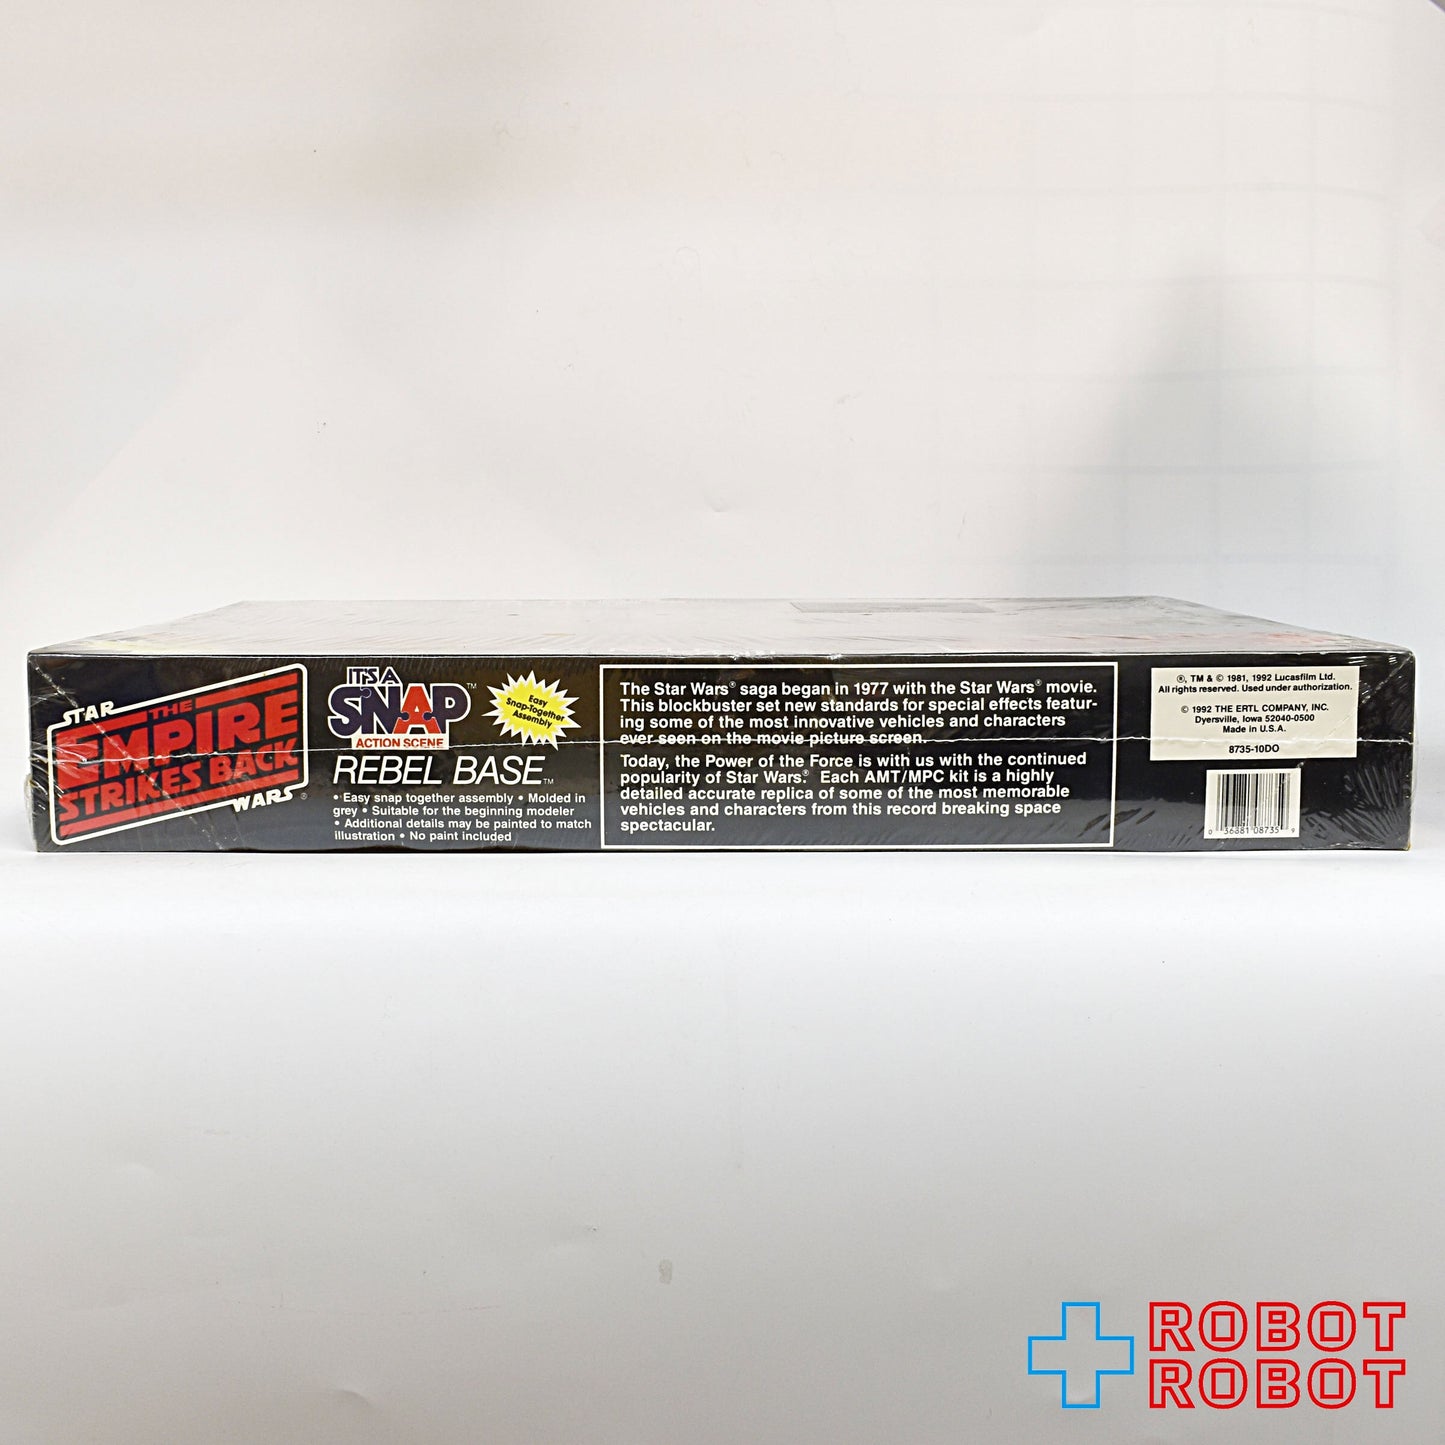 STAR
THE
EMPIRE
STRIKES BACK
WARS®
IT'S A
SNAP™
ACTION SCENE
Easy
Snap-Together
Assembly
REBEL BASE™
• Easy snap together assembly • Molded in
grey • Suitable for the beginning modeler
• Additional details may be painted to match
illustration • No paint included
The Star Wars® saga began in 1977 with the Star Wars® movie.
This blockbuster set new standards for special effects featur-
ing some of the most innovative vehicles and characters
ever seen on the movie picture screen.
Today, the Power of the Force is with us with the continued
popularity of Star Wars®. Each AMT/MPC kit is a highly
detailed accurate replica of some of the most memorable
vehicles and characters from this record breaking space
spectacular.
®, TM & © 1981, 1992 Lucasfilm Ltd.
All rights reserved. Used under authorization.
© 1992 THE ERTL COMPANY, INC.
Dyersville, Iowa 52040-0500
Made in U.S.A.
8735-10DO
0 36881 08735 9
ROBOT
ROBOT